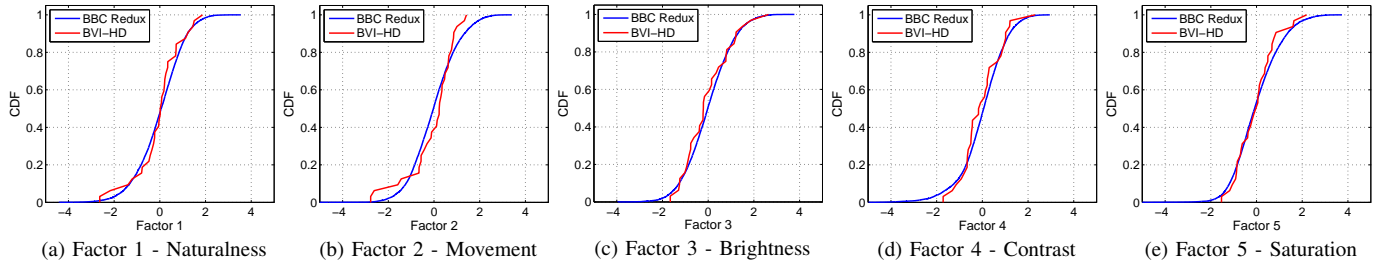 BBC Redux
BVI−HD
CDF
1
0.8
0.6
0.4
0.2
0
−4 −2 0 2 4
Factor 1
(a) Factor 1 - Naturalness
BBC Redux
BVI−HD
CDF
1
0.8
0.6
0.4
0.2
0
−4 −2 0 2 4
Factor 2
(b) Factor 2 - Movement
BBC Redux
BVI−HD
CDF
1
0.8
0.6
0.4
0.2
0
−4 −2 0 2 4
Factor 3
(c) Factor 3 - Brightness
BBC Redux
BVI−HD
CDF
1
0.8
0.6
0.4
0.2
0
−4 −2 0 2 4
Factor 4
(d) Factor 4 - Contrast
BBC Redux
BVI−HD
CDF
1
0.8
0.6
0.4
0.2
0
−4 −2 0 2 4
Factor 5
(e) Factor 5 - Saturation